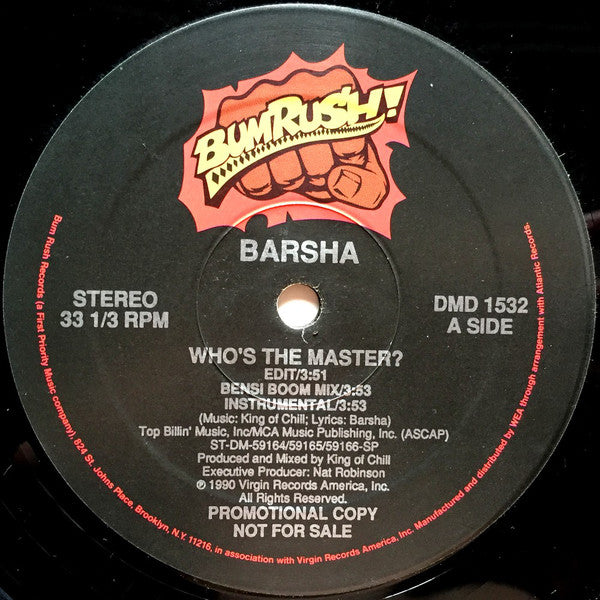 BUMRUSH!
BARSHA
STEREO
33 1/3 RPM
DMD 1532
A SIDE
WHO'S THE MASTER?
EDIT/3:51
BENSI BOOM MIX/3:53
INSTRUMENTAL/3:53
(Music: King of Chill; Lyrics: Barsha)
Top Billin' Music, Inc/MCA Music Publishing, Inc. (ASCAP)
ST-DM-59164/59165/59166-SP
Produced and Mixed by King of Chill
Executive Producer: Nat Robinson
℗ 1990 Virgin Records America, Inc.
All Rights Reserved.
PROMOTIONAL COPY
NOT FOR SALE
Bum Rush Records (a First Priority Music company), 824 St. Johns Place, Brooklyn, N.Y. 11216, in association with Virgin Records America, Inc. Manufactured and distributed by WEA through arrangement with Atlantic Records.